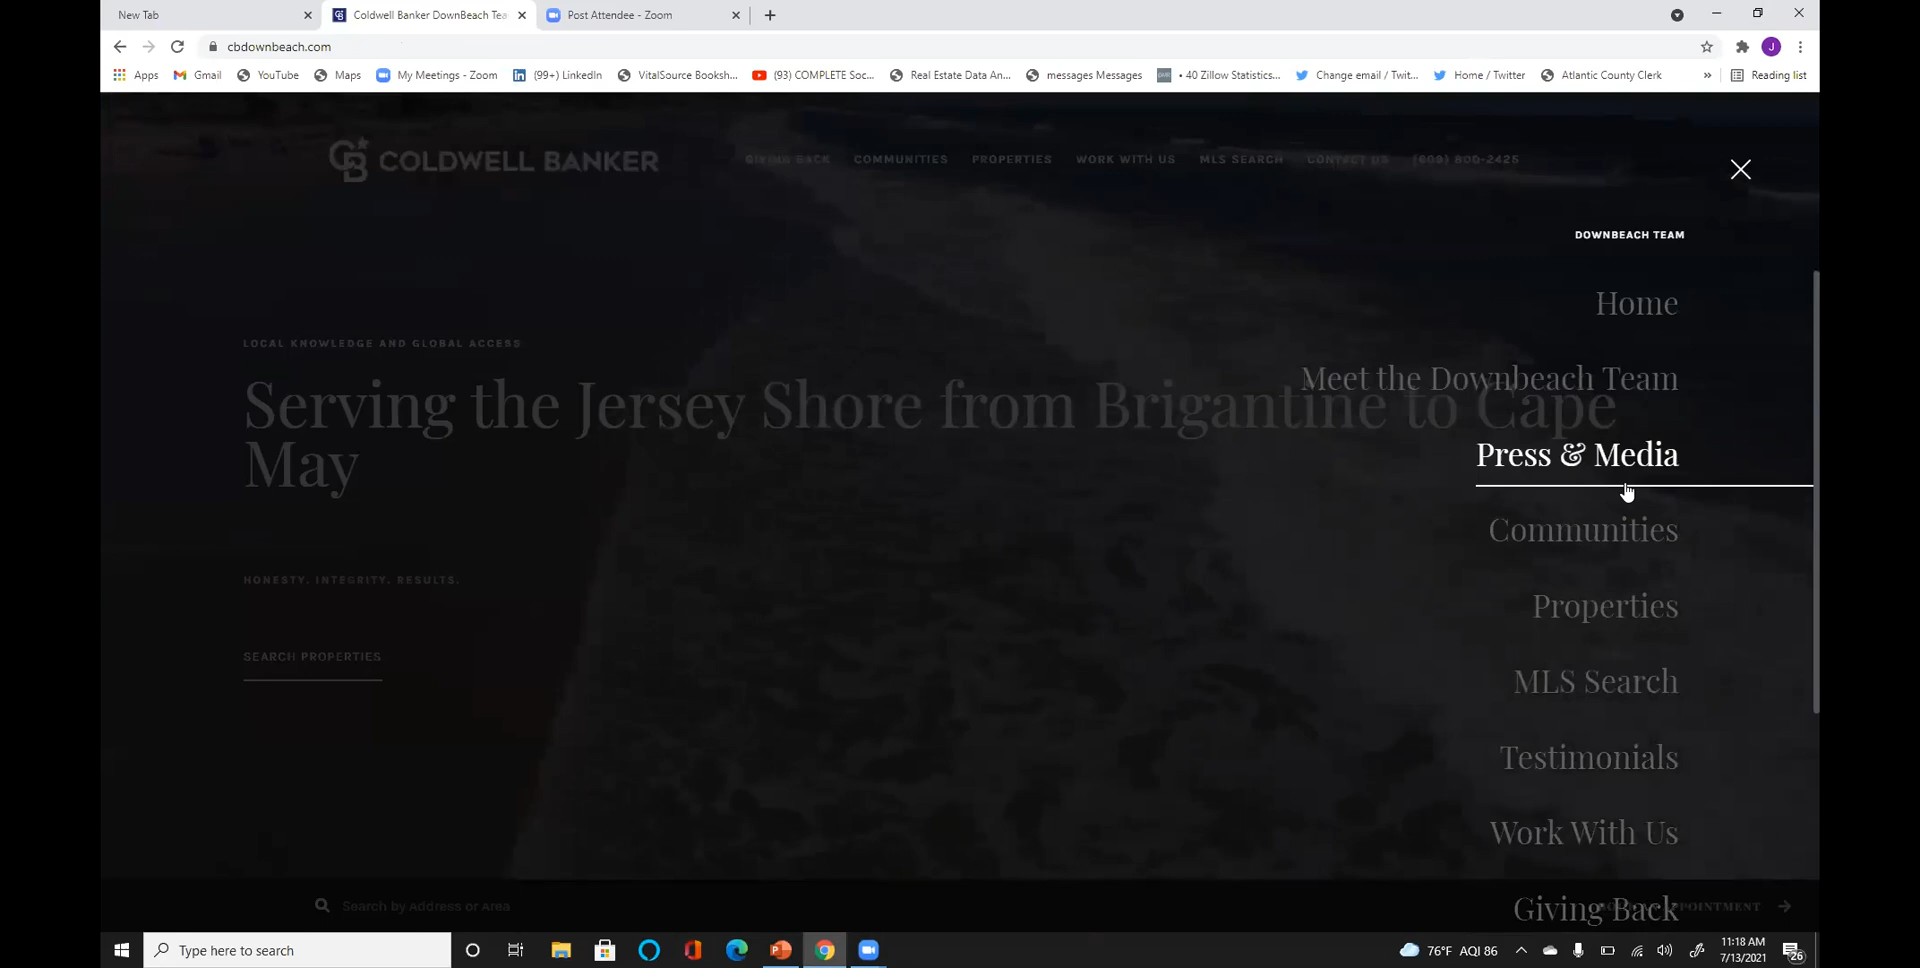 New Tab
Coldwell Banker DownBeach Tea
Post Attendee - Zoom
cbdownbeach.com
Apps
Gmail
YouTube
Maps
My Meetings - Zoom
(99+) LinkedIn
VitalSource Booksh...
(93) COMPLETE Soc...
Real Estate Data An...
messages Messages
• 40 Zillow Statistics...
Change email / Twit...
Home / Twitter
Atlantic County Clerk
»
Reading list
COLDWELL BANKER
GIVING BACK
COMMUNITIES
PROPERTIES
WORK WITH US
MLS SEARCH
CONTACT US
(609) 800-2425
DOWNBEACH TEAM
Home
LOCAL KNOWLEDGE AND GLOBAL ACCESS
Meet the Downbeach Team
Serving the Jersey Shore from Brigantine to Cape
May
Press & Media
Communities
HONESTY. INTEGRITY. RESULTS.
Properties
SEARCH PROPERTIES
MLS Search
Testimonials
Work With Us
Search by Address or Area
Giving Back
APPOINTMENT
Type here to search
76°F AQI 86
11:18 AM
7/13/2021
26